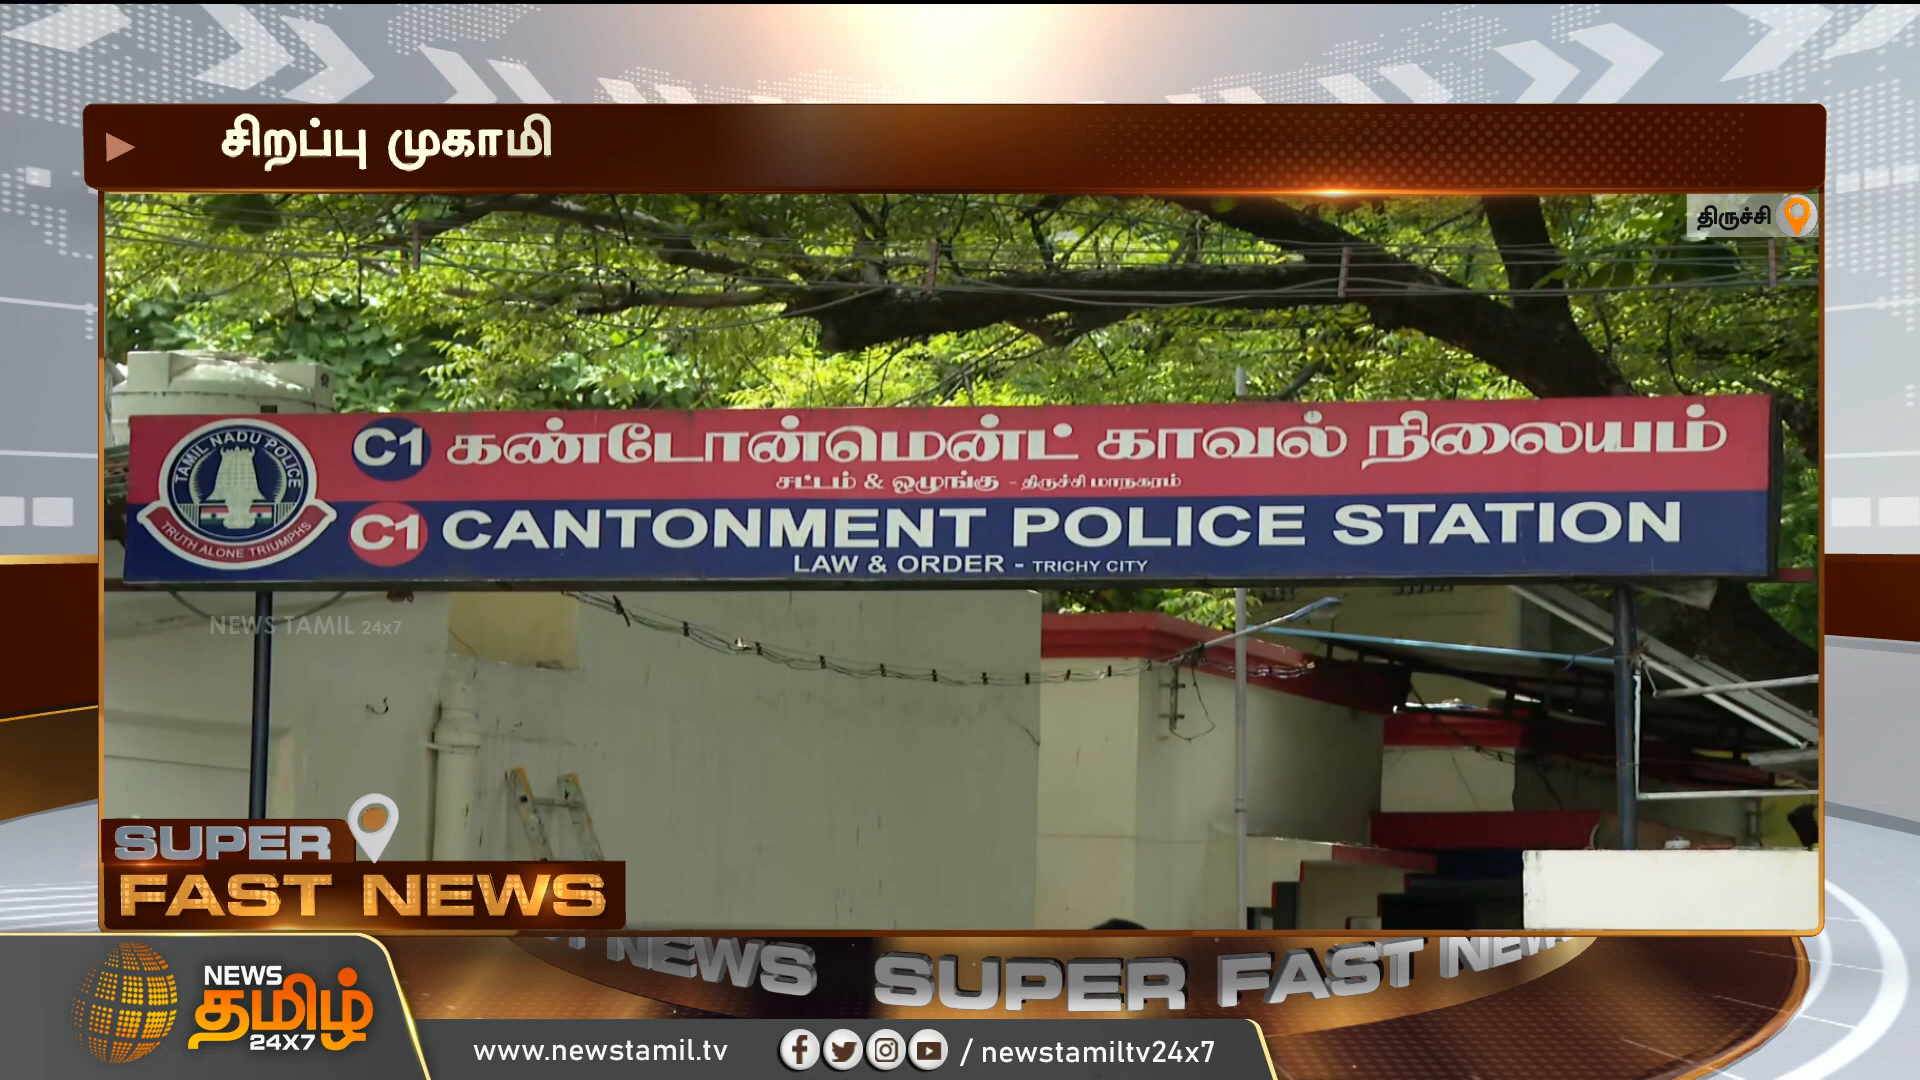 சிறப்பு முகாமி
திருச்சி
TAMIL NADU POLICE
TRUTH ALONE TRIUMPHS
C1 கண்டோன்மென்ட் காவல் நிலையம்
சட்டம் & ஒழுங்கு - திருச்சி மாநகரம்
C1 CANTONMENT POLICE STATION
LAW & ORDER - TRICHY CITY
NEWS TAMIL 24x7
SUPER
FAST NEWS
NEWS SUPER FAST NEW
NEWS
தமிழ்
24X7
www.newstamil.tv
/ newstamiltv24x7